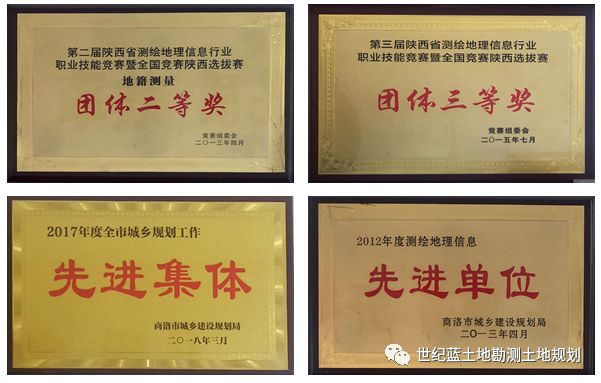 第二届陕西省测绘地理信息行业
职业技能竞赛暨全国竞赛陕西选拔赛
地籍测量
团体二等奖
竞赛组委会
二〇一三年四月
第三届陕西省测绘地理信息行业
职业技能竞赛暨全国竞赛陕西选拔赛
团体三等奖
竞赛组委会
二〇一五年七月
2017年度全市城乡规划工作
先进集体
商洛市城乡建设规划局
二〇一八年三月
2012年度测绘地理信息
先进单位
商洛市城乡建设规划局
二〇一三年四月
世纪蓝土地勘测土地规划